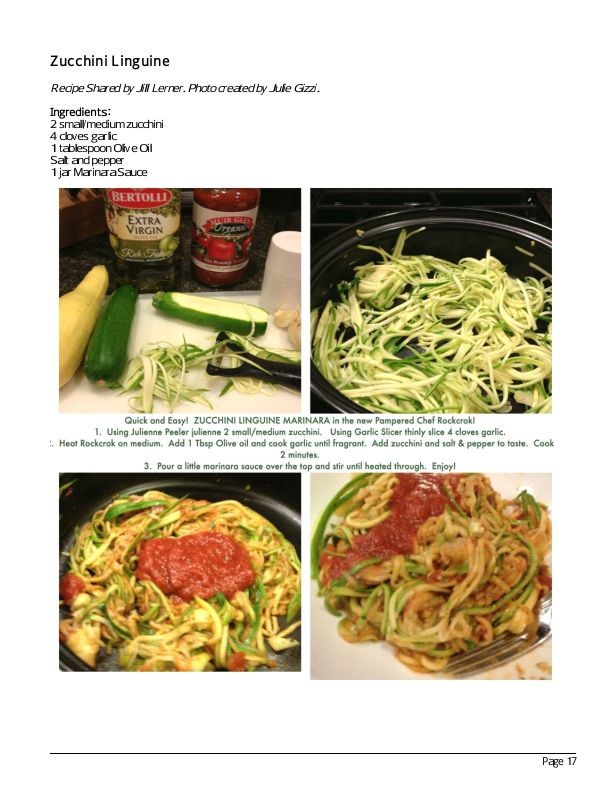 Zucchini Linguine
Recipe Shared by Jill Lerner. Photo created by Julie Gizzi.
Ingredients:
2 small/medium zucchini
4 cloves garlic
1 tablespoon Olive Oil
Salt and pepper
1 jar Marinara Sauce
BERTOLLI
EXTRA
VIRGIN
Rich Taste
MUIR GLEN
Organic
Quick and Easy! ZUCCHINI LINGUINE MARINARA in the new Pampered Chef Rockcrok!
1. Using Julienne Peeler julienne 2 small/medium zucchini. Using Garlic Slicer thinly slice 4 cloves garlic.
. Heat Rockcrok on medium. Add 1 Tbsp Olive oil and cook garlic until fragrant. Add zucchini and salt & pepper to taste. Cook
2 minutes.
3. Pour a little marinara sauce over the top and stir until heated through. Enjoy!
Page 17